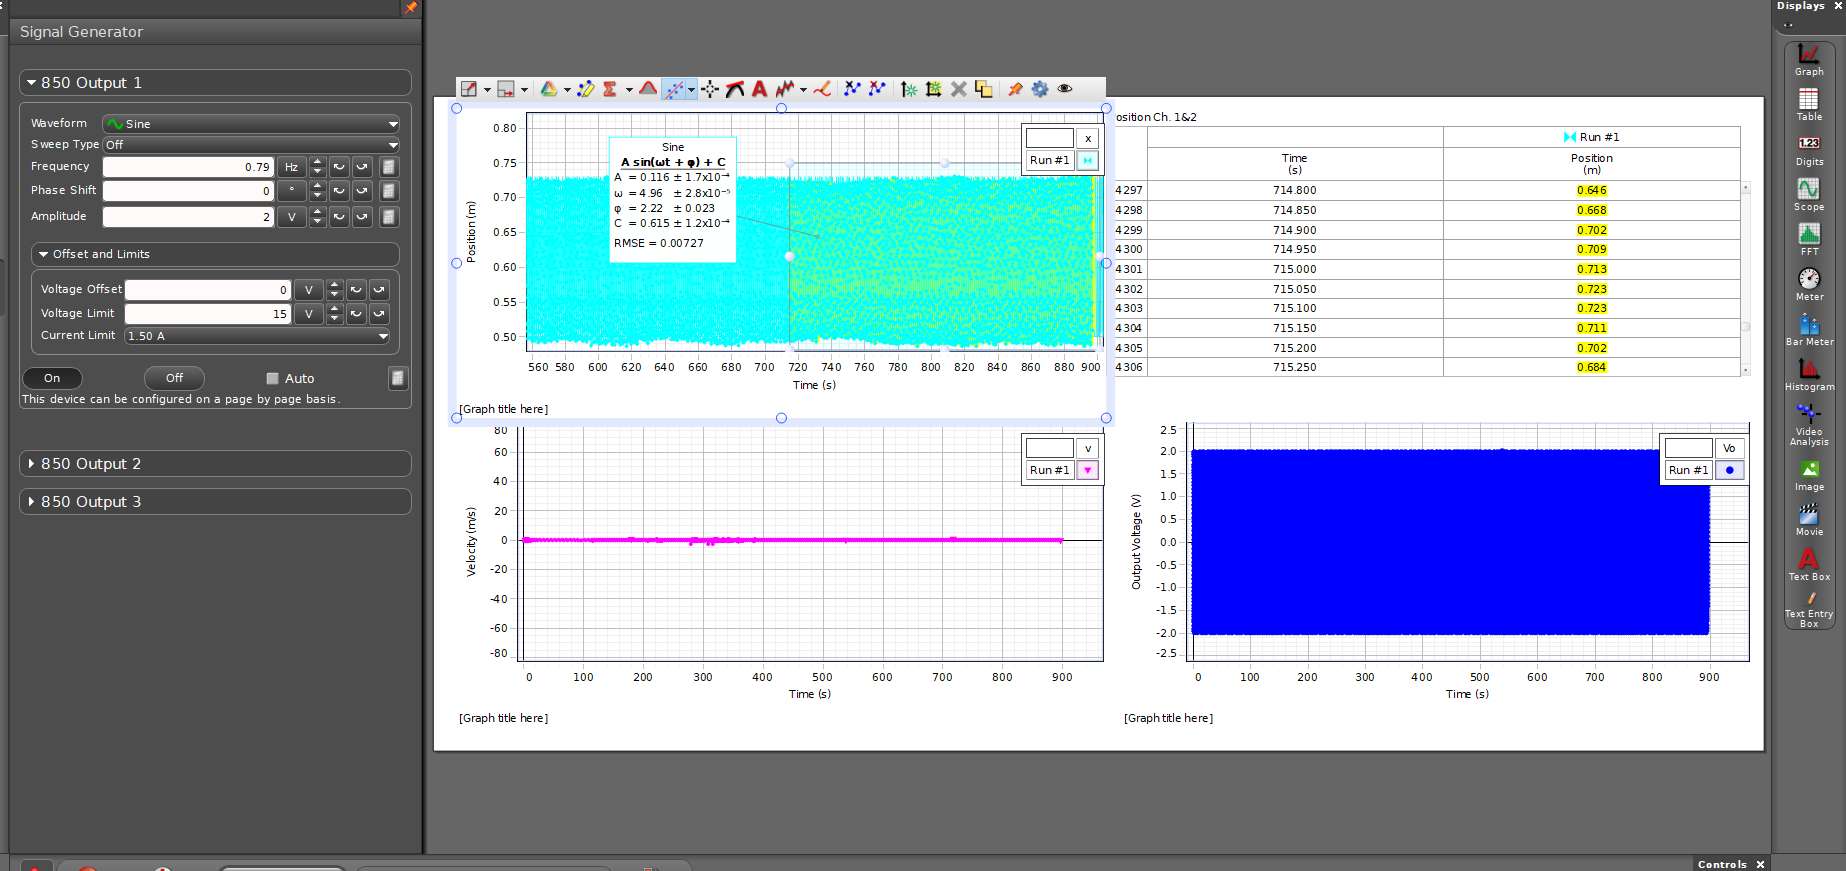 Signal Generator
850 Output 1
Waveform Sine
Sweep Type Off
Frequency 0.79 Hz
Phase Shift 0 °
Amplitude 2 V
Offset and Limits
Voltage Offset 0 V
Voltage Limit 15 V
Current Limit 1.50 A
On Off Auto
This device can be configured on a page by page basis.
850 Output 2
850 Output 3
0.80
0.75
0.70
0.65
0.60
0.55
0.50
Position (m)
560 580 600 620 640 660 680 700 720 740 760 780 800 820 840 860 880 900
Time (s)
[Graph title here]
Sine
A sin(ωt + φ) + C
A = 0.116 ± 1.7x10⁻⁴
ω = 4.96 ± 2.8x10⁻⁵
φ = 2.22 ± 0.023
C = 0.615 ± 1.2x10⁻⁴
RMSE = 0.00727
x
Run #1
osition Ch. 1&2
Run #1
Time (s) Position (m)
4297 714.800 0.646
4298 714.850 0.668
4299 714.900 0.702
4300 714.950 0.709
4301 715.000 0.713
4302 715.050 0.723
4303 715.100 0.723
4304 715.150 0.711
4305 715.200 0.702
4306 715.250 0.684
80
60
40
20
0
-20
-40
-60
-80
Velocity (m/s)
0 100 200 300 400 500 600 700 800 900
Time (s)
[Graph title here]
v
Run #1
2.5
2.0
1.5
1.0
0.5
0.0
-0.5
-1.0
-1.5
-2.0
-2.5
Output Voltage (V)
0 100 200 300 400 500 600 700 800 900
Time (s)
[Graph title here]
Vo
Run #1
Displays
Graph
Table
1.23
Digits
Scope
FFT
Meter
Bar Meter
Histogram
Video
Analysis
Image
Movie
Text Box
Text Entry
Box
Controls